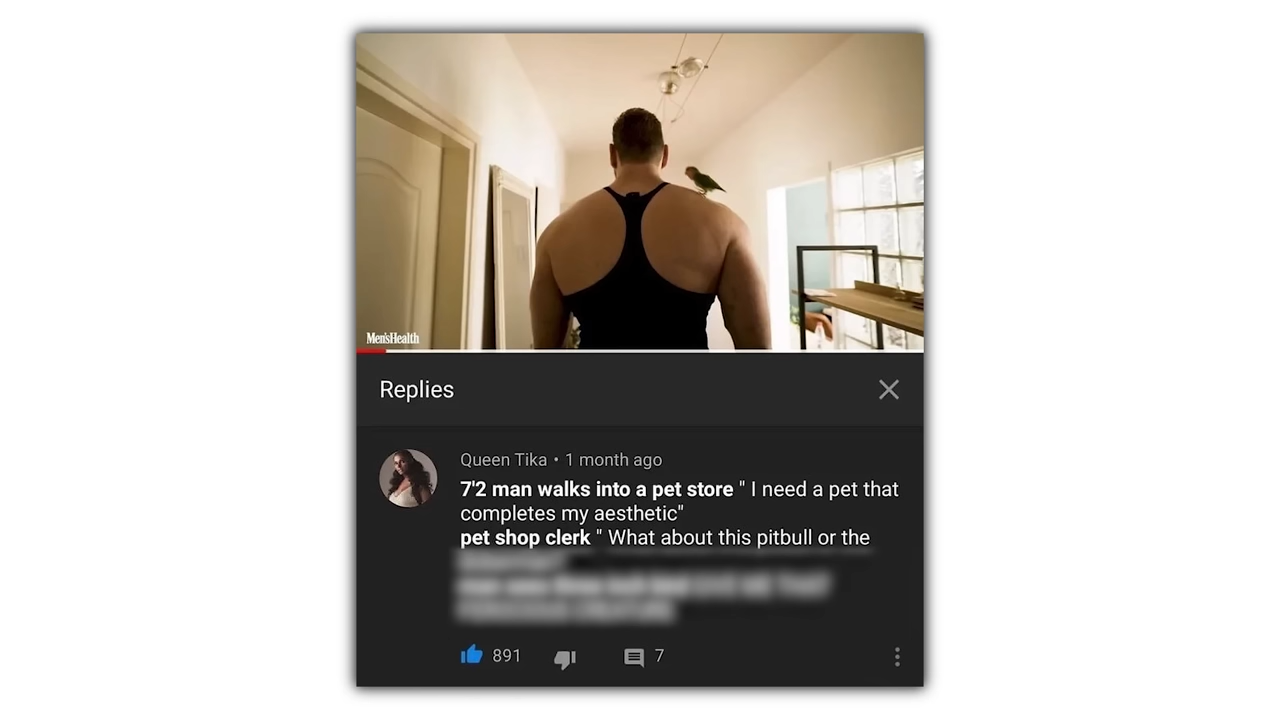 Men'sHealth
Replies
Queen Tika • 1 month ago
7'2 man walks into a pet store " I need a pet that
completes my aesthetic"
pet shop clerk " What about this pitbull or the
891
7